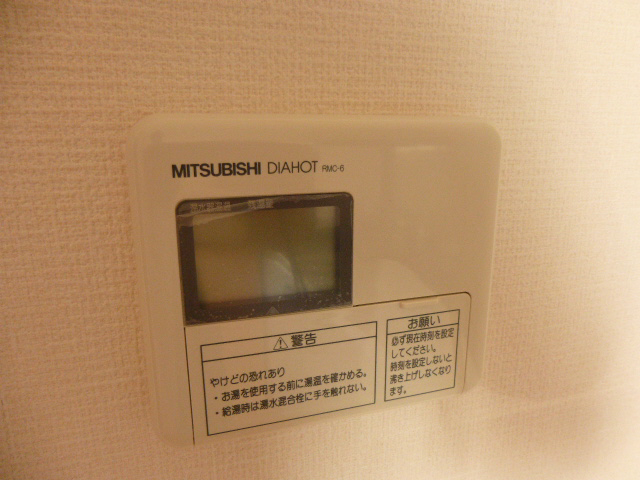 MITSUBISHI DIAHOT RMC-6
警告
やけどの恐れあり
・お湯を使用する前に湯温を確かめる。
・給湯時は湯水混合栓に手を触れない。
お願い
必ず現在時刻を設定
してください。
時刻を設定しないと
沸き上げしなくなり
ます。